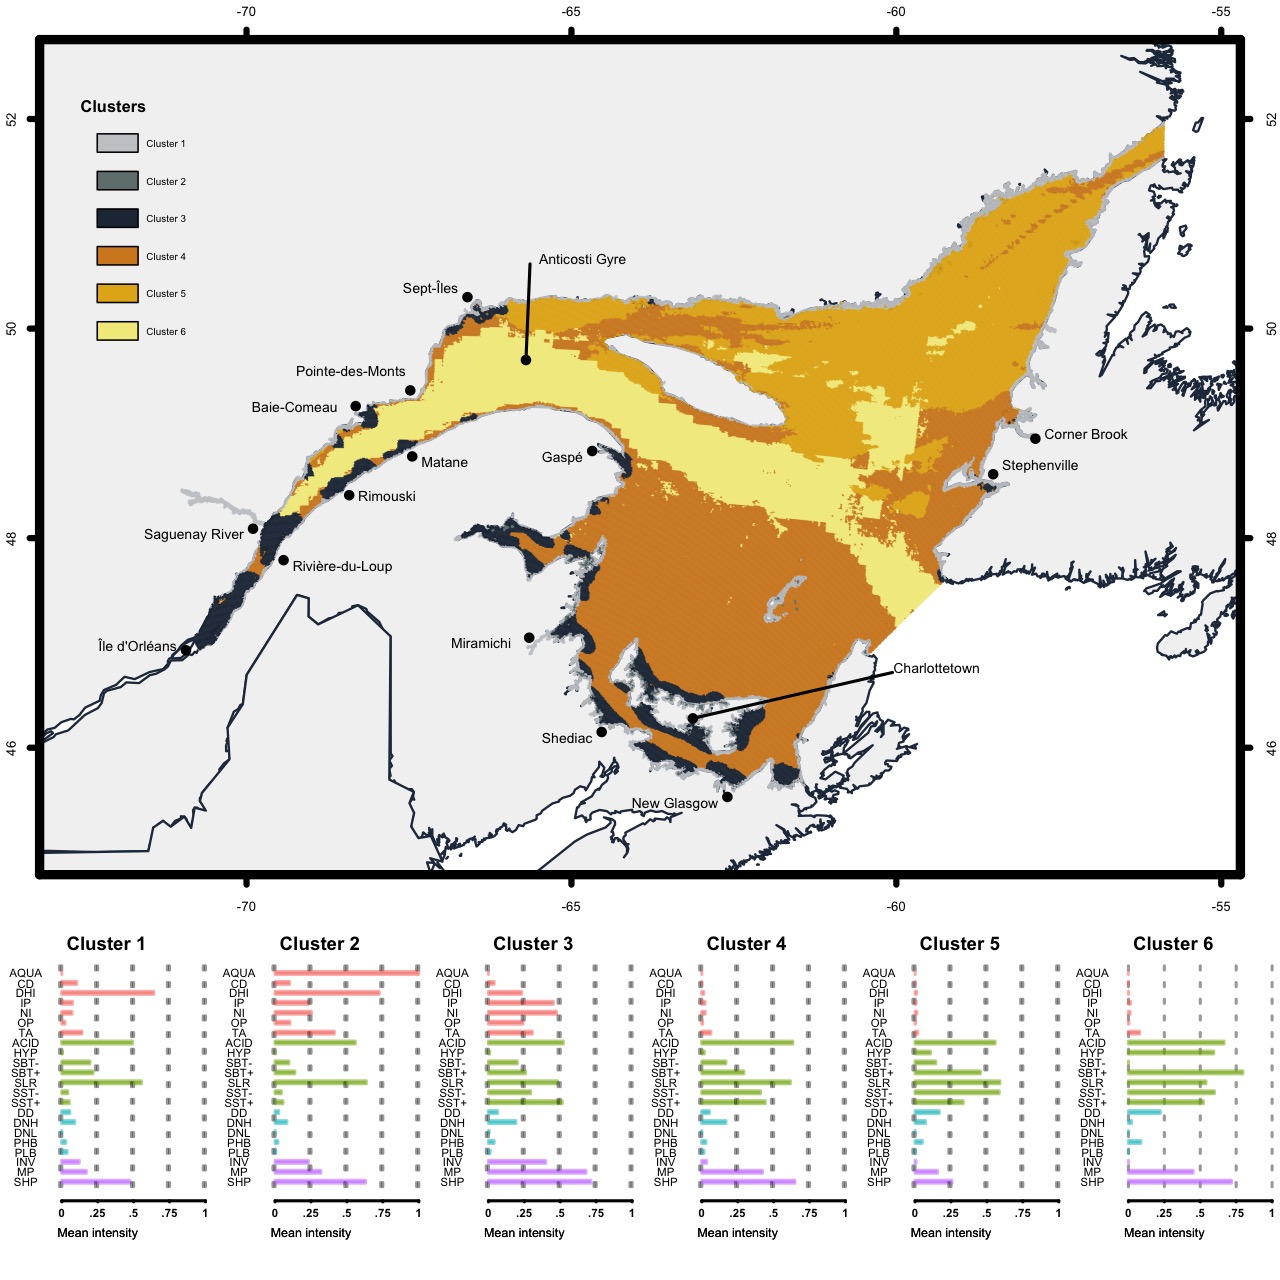 -70 -65 -60 -55
52 52
Clusters
Cluster 1
Cluster 2
Cluster 3
Cluster 4
Cluster 5
Cluster 6
Anticosti Gyre
Sept-Îles
50 50
Pointe-des-Monts
Baie-Comeau
Corner Brook
Matane
Gaspé
Stephenville
Rimouski
Saguenay River
48 48
Rivière-du-Loup
Île d'Orléans
Miramichi
Charlottetown
Shediac
46 46
New Glasgow
-70 -65 -60 -55
Cluster 1 Cluster 2 Cluster 3 Cluster 4 Cluster 5 Cluster 6
AQUA AQUA AQUA AQUA AQUA AQUA
CD CD CD CD CD CD
DHI DHI DHI DHI DHI DHI
IP IP IP IP IP IP
NI NI NI NI NI NI
OP OP OP OP OP OP
TA TA TA TA TA TA
ACID ACID ACID ACID ACID ACID
HYP HYP HYP HYP HYP HYP
SBT- SBT- SBT- SBT- SBT- SBT-
SBT+ SBT+ SBT+ SBT+ SBT+ SBT+
SLR SLR SLR SLR SLR SLR
SST- SST- SST- SST- SST- SST-
SST+ SST+ SST+ SST+ SST+ SST+
DD DD DD DD DD DD
DNH DNH DNH DNH DNH DNH
DNL DNL DNL DNL DNL DNL
PHB PHB PHB PHB PHB PHB
PLB PLB PLB PLB PLB PLB
INV INV INV INV INV INV
MP MP MP MP MP MP
SHP SHP SHP SHP SHP SHP
0 .25 .5 .75 1 0 .25 .5 .75 1 0 .25 .5 .75 1 0 .25 .5 .75 1 0 .25 .5 .75 1 0 .25 .5 .75 1
Mean intensity Mean intensity Mean intensity Mean intensity Mean intensity Mean intensity